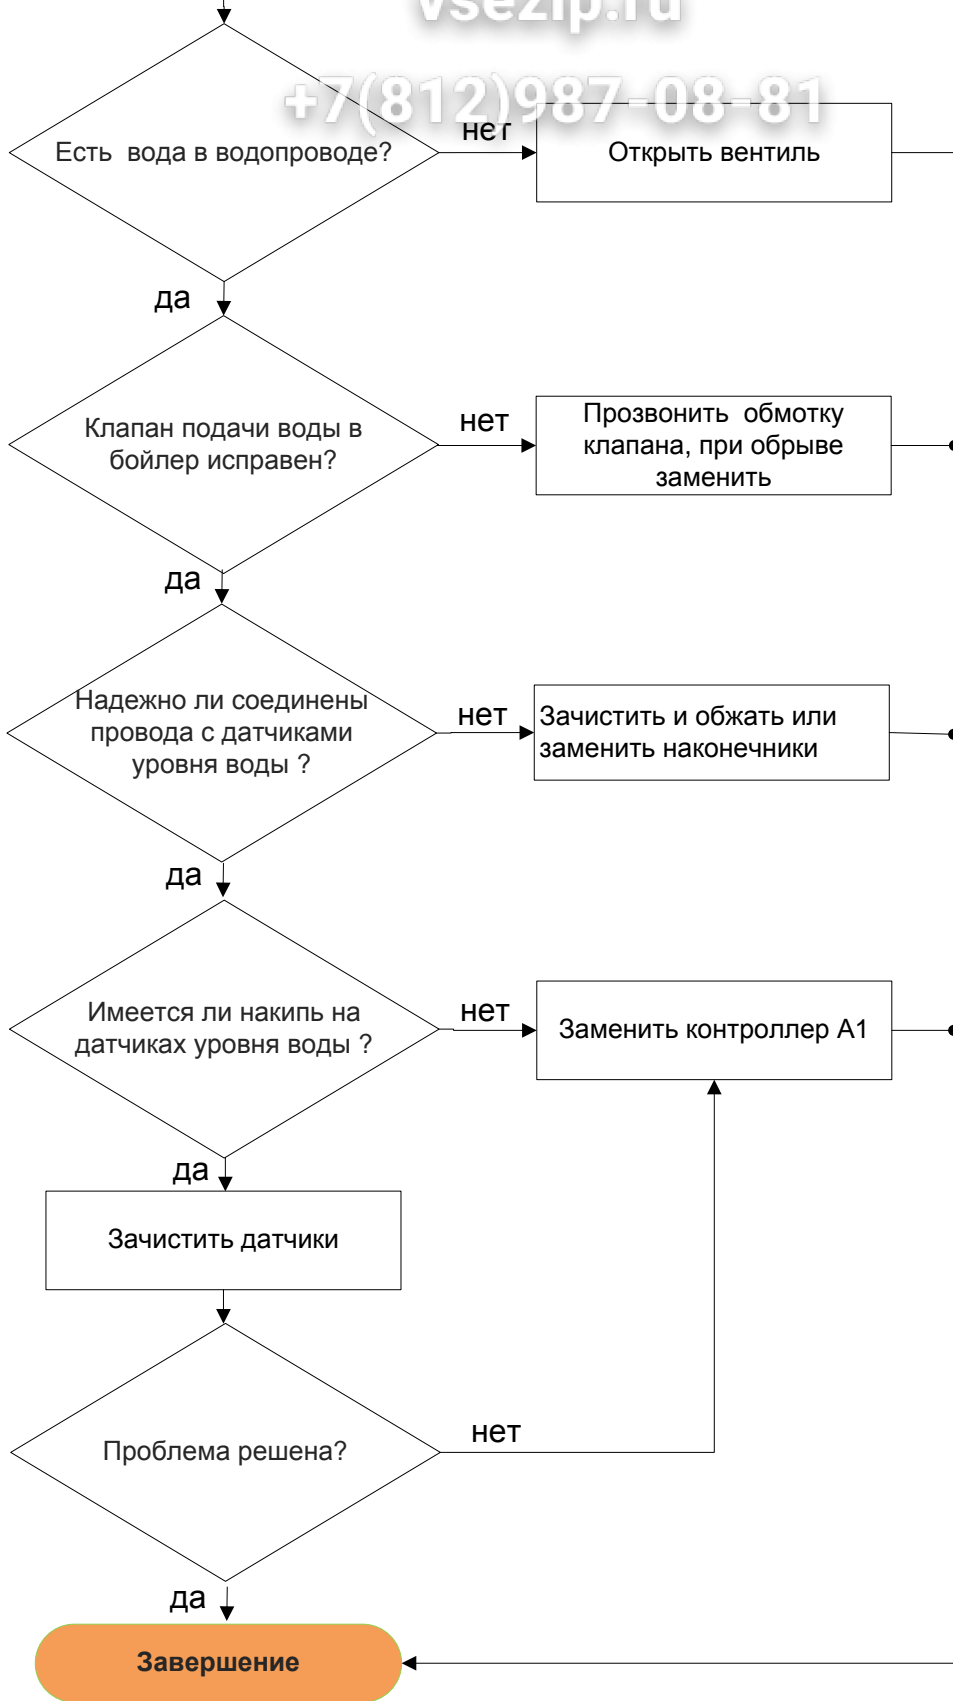 vsezip.ru
+7(812)987-08-81
Есть вода в водопроводе?
нет
Открыть вентиль
да
Клапан подачи воды в
бойлер исправен?
нет
Прозвонить обмотку
клапана, при обрыве
заменить
да
Надежно ли соединены
провода с датчиками
уровня воды ?
нет
Зачистить и обжать или
заменить наконечники
да
Имеется ли накипь на
датчиках уровня воды ?
нет
Заменить контроллер А1
да
Зачистить датчики
Проблема решена?
нет
да
Завершение